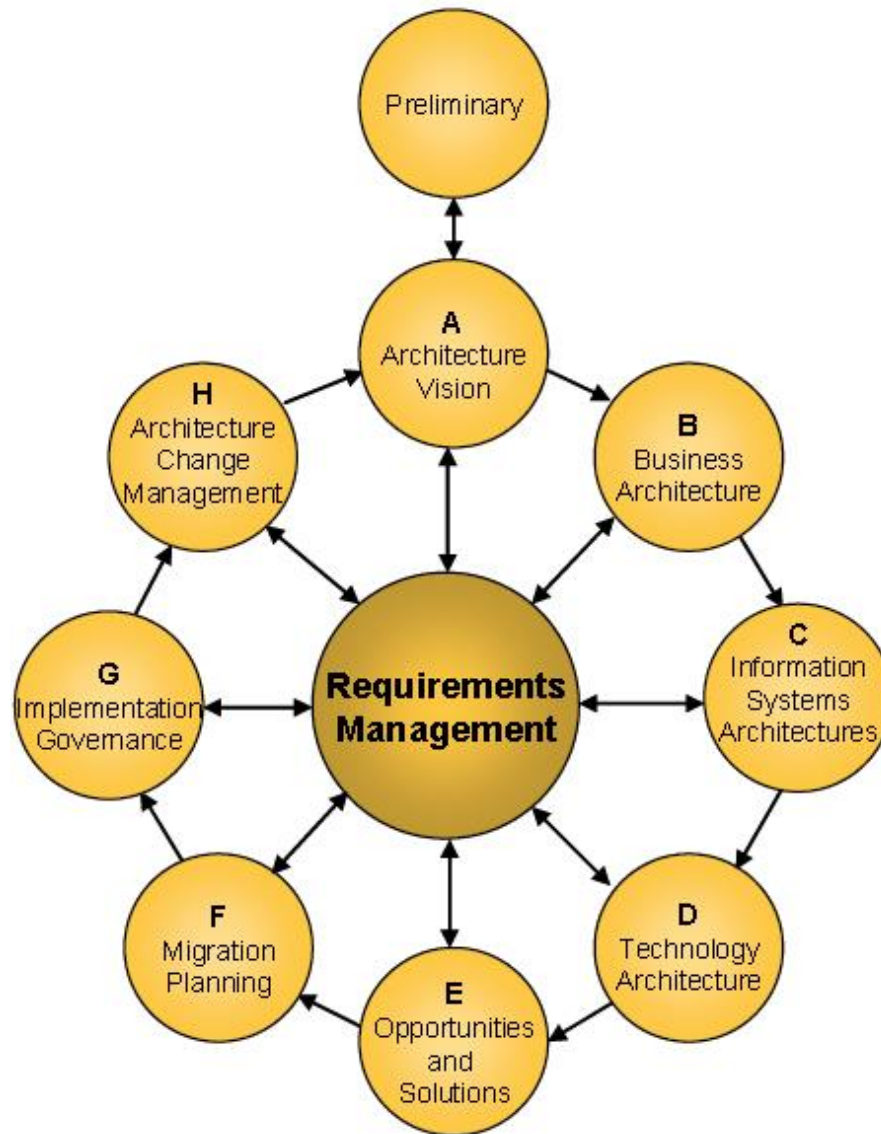 Preliminary
A
Architecture
Vision
B
Business
Architecture
C
Information
Systems
Architectures
D
Technology
Architecture
E
Opportunities
and
Solutions
F
Migration
Planning
G
Implementation
Governance
H
Architecture
Change
Management
Requirements
Management